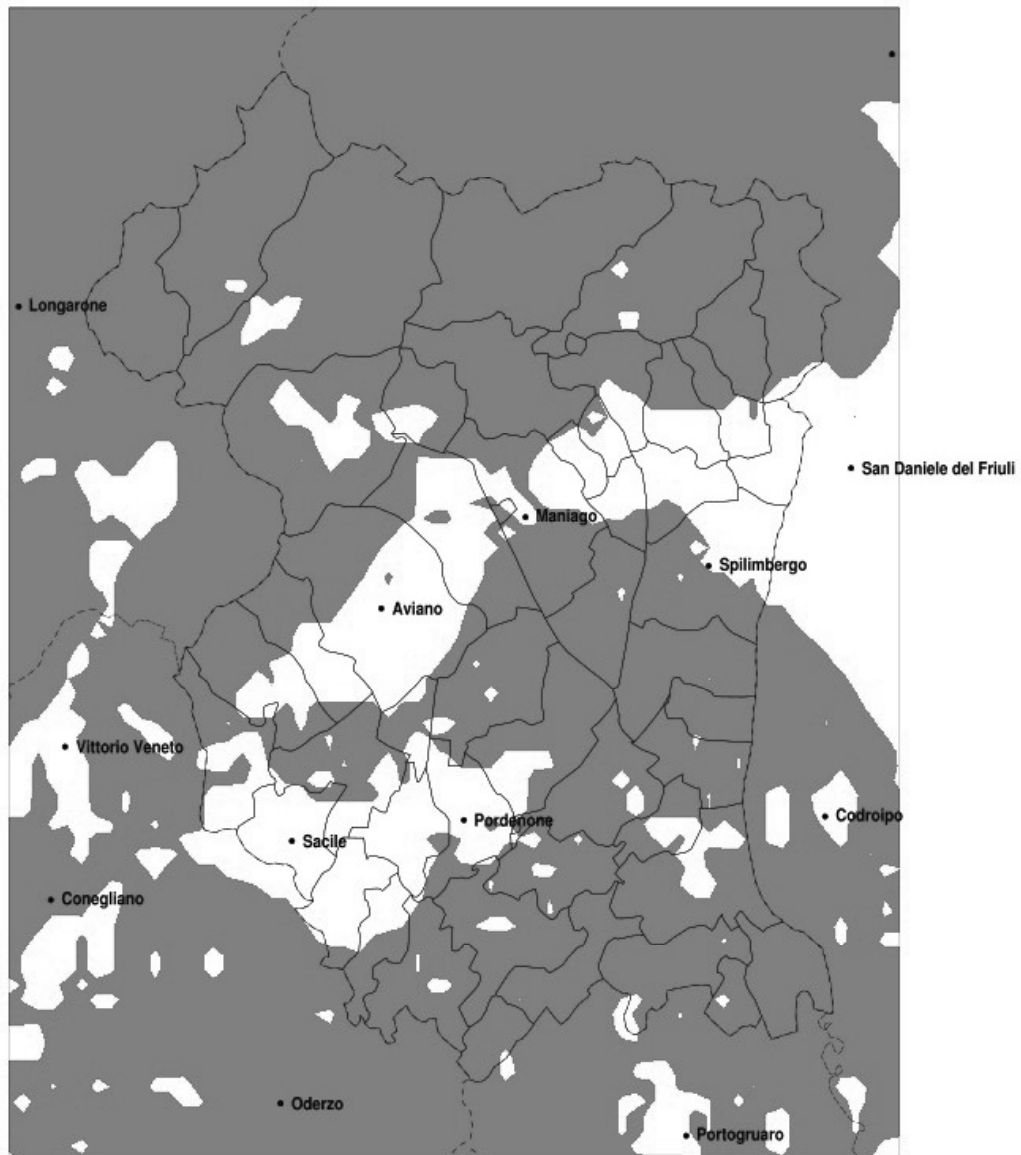 Longarone
San Daniele del Friuli
Maniago
Spilimbergo
Aviano
Vittorio Veneto
Codroipo
Pordenone
Sacile
Conegliano
Oderzo
Portogruaro